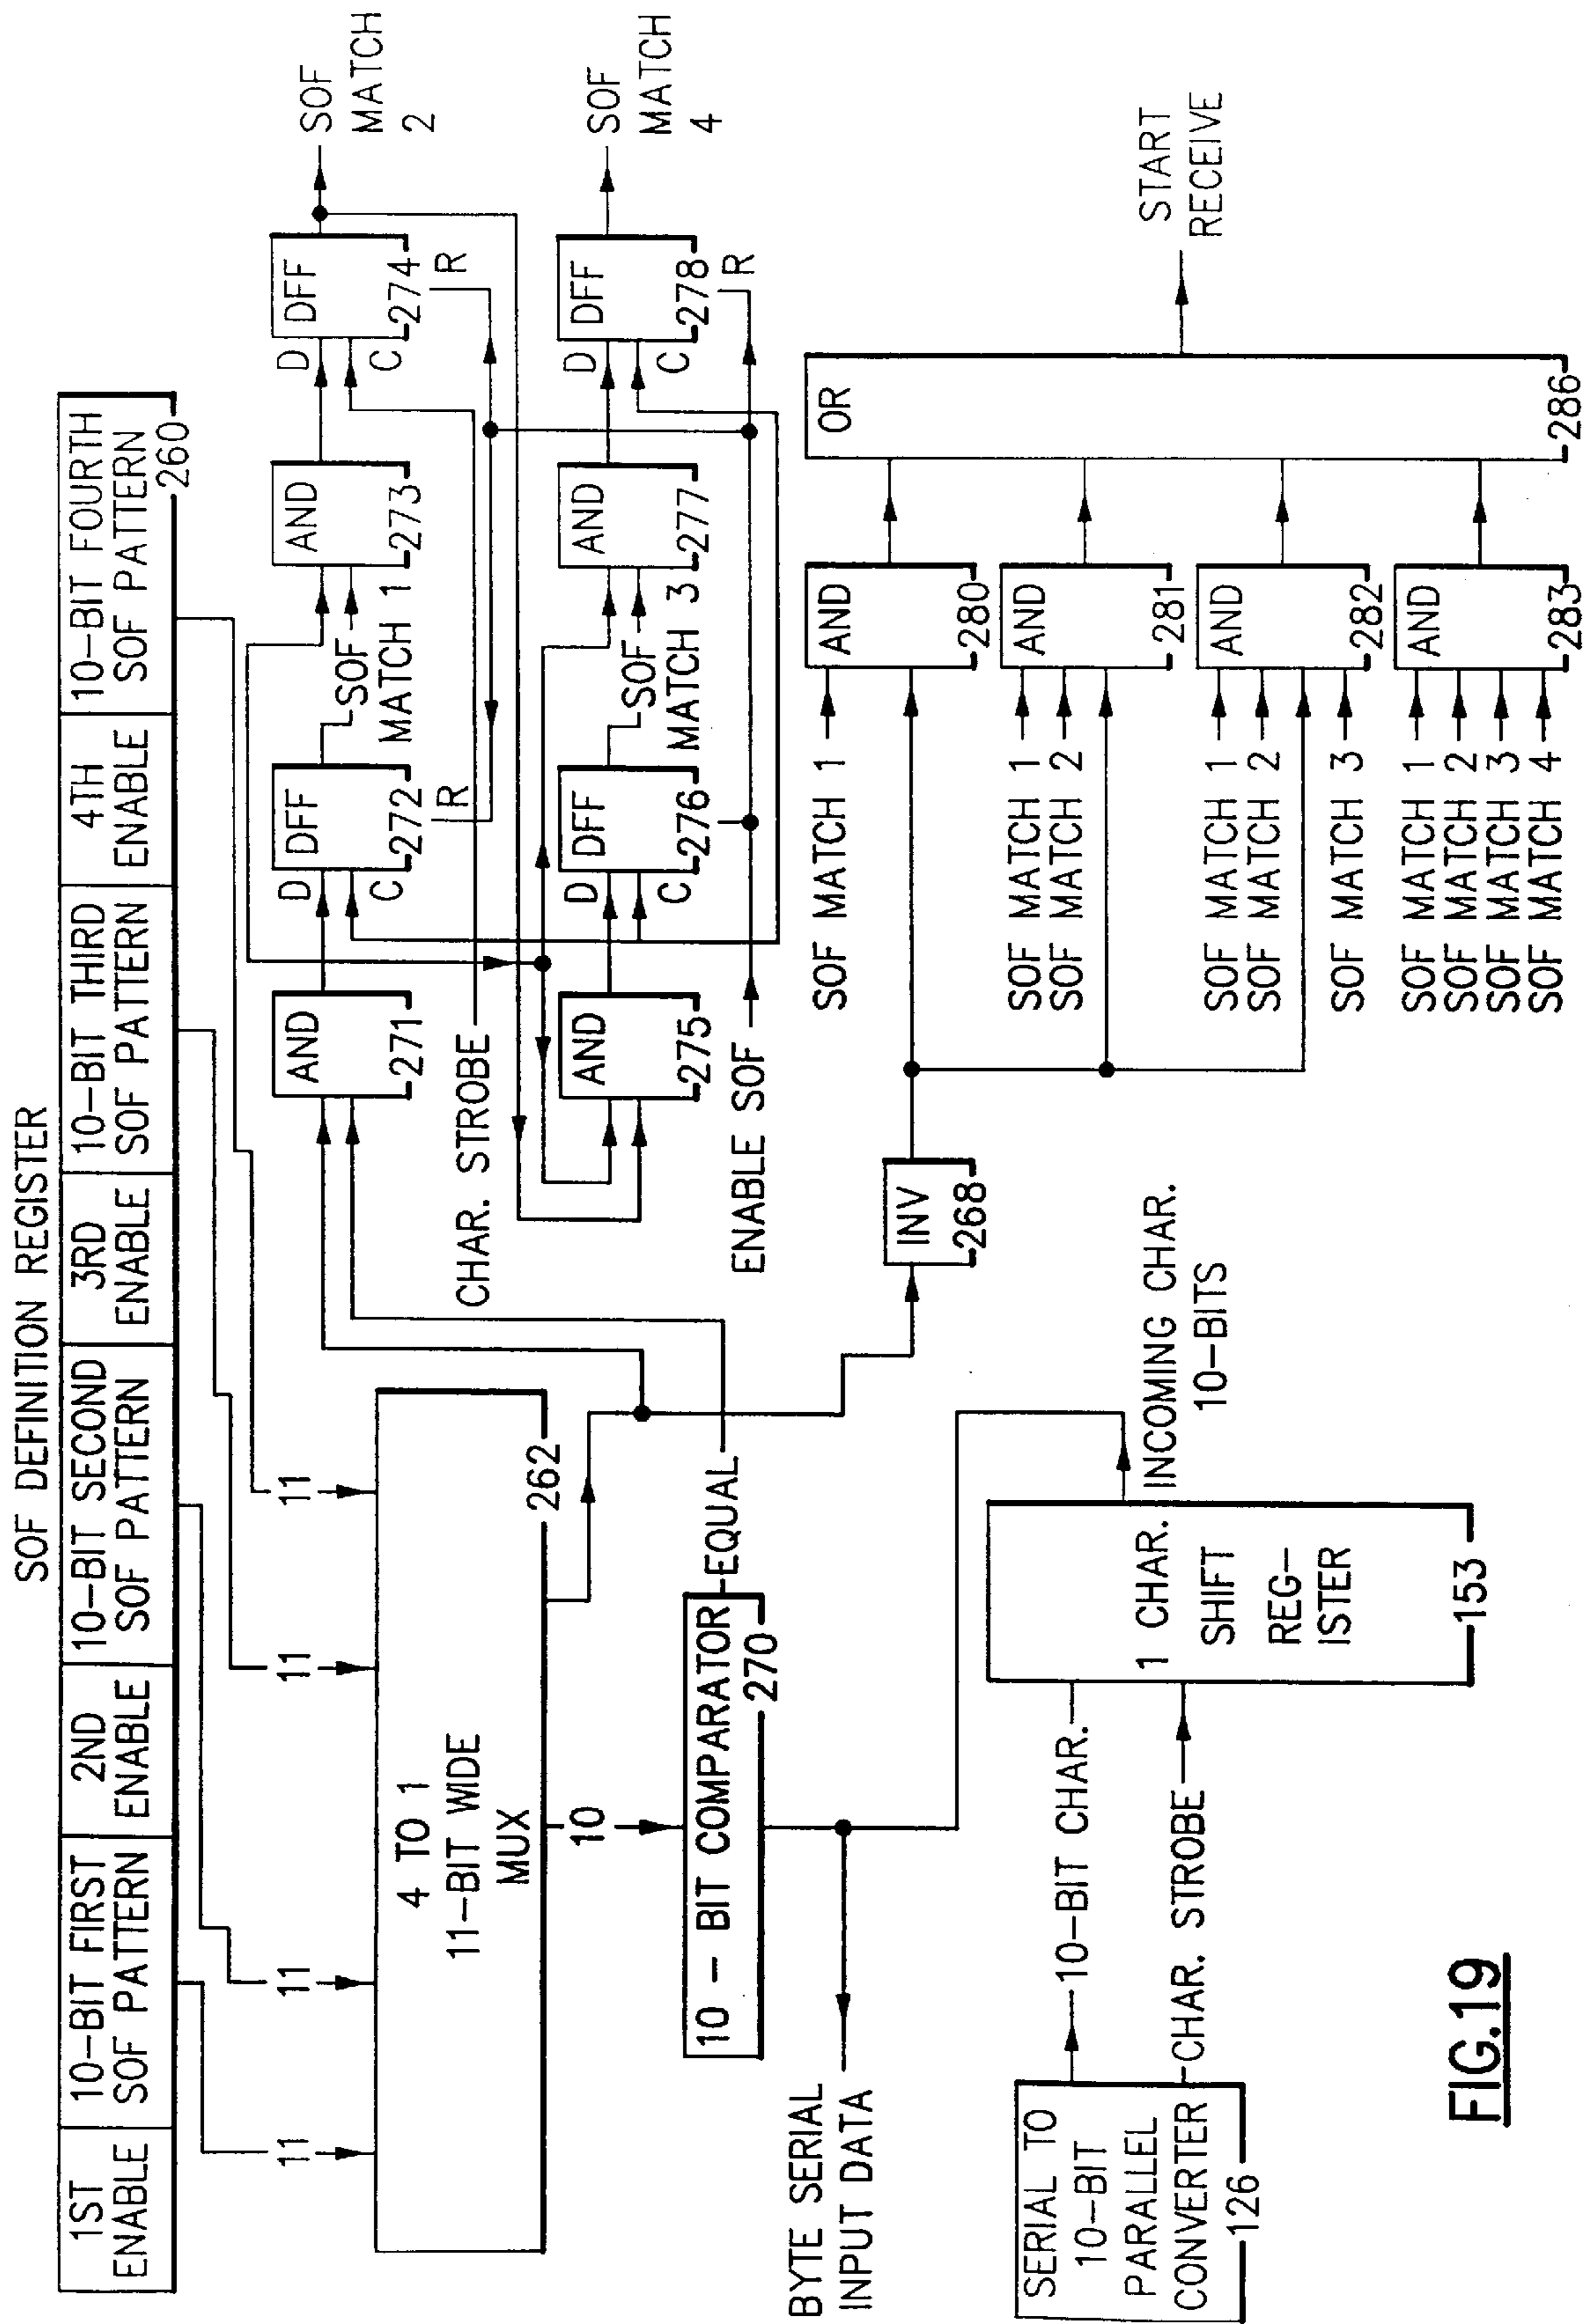 SOF DEFINITION REGISTER
1ST
ENABLE
10-BIT FIRST
SOF PATTERN
2ND
ENABLE
10-BIT SECOND
SOF PATTERN
3RD
ENABLE
10-BIT THIRD
SOF PATTERN
4TH
ENABLE
10-BIT FOURTH
SOF PATTERN
260
11
11
11
11
4 TO 1
11-BIT WIDE
MUX
262
10
10 - BIT COMPARATOR
270
EQUAL
BYTE SERIAL
INPUT DATA
SERIAL TO
10-BIT
PARALLEL
CONVERTER
126
10-BIT CHAR.
CHAR. STROBE
1 CHAR.
SHIFT
REG-
ISTER
153
INCOMING CHAR.
10-BITS
AND
271
D
DFF
C
272
R
SOF
MATCH 1
AND
273
D
DFF
C
274
R
SOF
MATCH
2
CHAR. STROBE
AND
275
D
DFF
C
276
SOF
MATCH 3
AND
277
D
DFF
C
278
R
SOF
MATCH
4
ENABLE SOF
INV
268
SOF MATCH 1
AND
280
SOF MATCH 1
SOF MATCH 2
AND
281
SOF MATCH 1
SOF MATCH 2
SOF MATCH 3
AND
282
SOF MATCH 1
SOF MATCH 2
SOF MATCH 3
SOF MATCH 4
AND
283
OR
286
START
RECEIVE
FIG.19